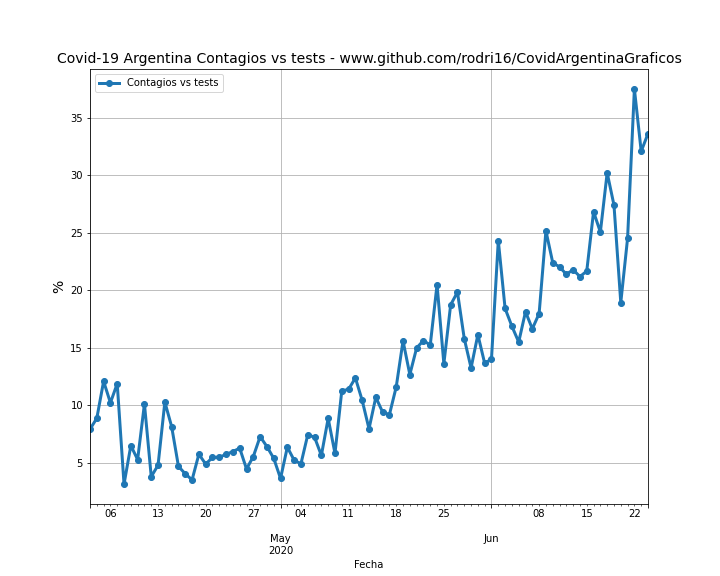 Covid-19 Argentina Contagios vs tests - www.github.com/rodri16/CovidArgentinaGraficos
Contagios vs tests
35
30
25
20
15
10
5
%
06 13 20 27 04 11 18 25 08 15 22
May Jun
2020
Fecha